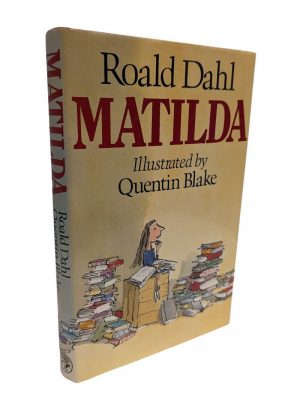 Roald Dahl
MATILDA
Illustrated by
Quentin Blake
MATILDA
Roald Dahl